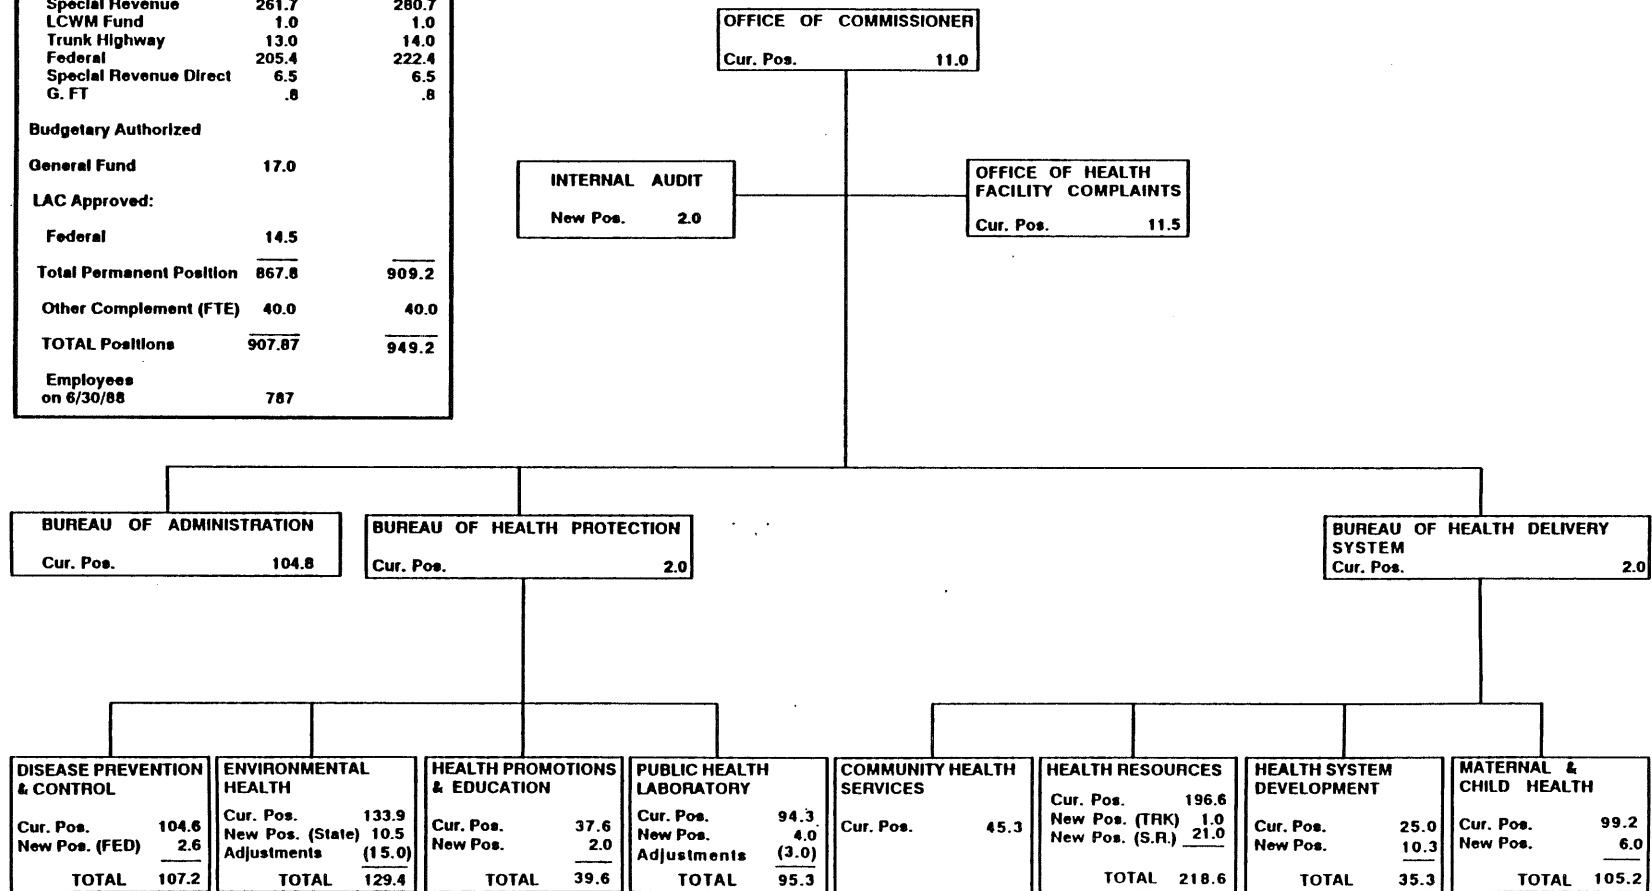 Special Revenue 261.7 280.7
LCWM Fund 1.0 1.0
Trunk Highway 13.0 14.0
Federal 205.4 222.4
Special Revenue Direct 6.5 6.5
G. FT .8 .8
Budgetary Authorized
General Fund 17.0
LAC Approved:
Federal 14.5
Total Permanent Position 867.8 909.2
Other Complement (FTE) 40.0 40.0
TOTAL Positions 907.87 949.2
Employees
on 6/30/88 787
OFFICE OF COMMISSIONER
Cur. Pos. 11.0
INTERNAL AUDIT
New Pos. 2.0
OFFICE OF HEALTH
FACILITY COMPLAINTS
Cur. Pos. 11.5
BUREAU OF ADMINISTRATION
Cur. Pos. 104.8
BUREAU OF HEALTH PROTECTION
Cur. Pos. 2.0
BUREAU OF HEALTH DELIVERY
SYSTEM
Cur. Pos. 2.0
DISEASE PREVENTION
& CONTROL
Cur. Pos. 104.6
New Pos. (FED) 2.6
TOTAL 107.2
ENVIRONMENTAL
HEALTH
Cur. Pos. 133.9
New Pos. (State) 10.5
Adjustments (15.0)
TOTAL 129.4
HEALTH PROMOTIONS
& EDUCATION
Cur. Pos. 37.6
New Pos. 2.0
TOTAL 39.6
PUBLIC HEALTH
LABORATORY
Cur. Pos. 94.3
New Pos. 4.0
Adjustments (3.0)
TOTAL 95.3
COMMUNITY HEALTH
SERVICES
Cur. Pos. 45.3
HEALTH RESOURCES
Cur. Pos. 196.6
New Pos. (TRK) 1.0
New Pos. (S.R.) 21.0
TOTAL 218.6
HEALTH SYSTEM
DEVELOPMENT
Cur. Pos. 25.0
New Pos. 10.3
TOTAL 35.3
MATERNAL &
CHILD HEALTH
Cur. Pos. 99.2
New Pos. 6.0
TOTAL 105.2